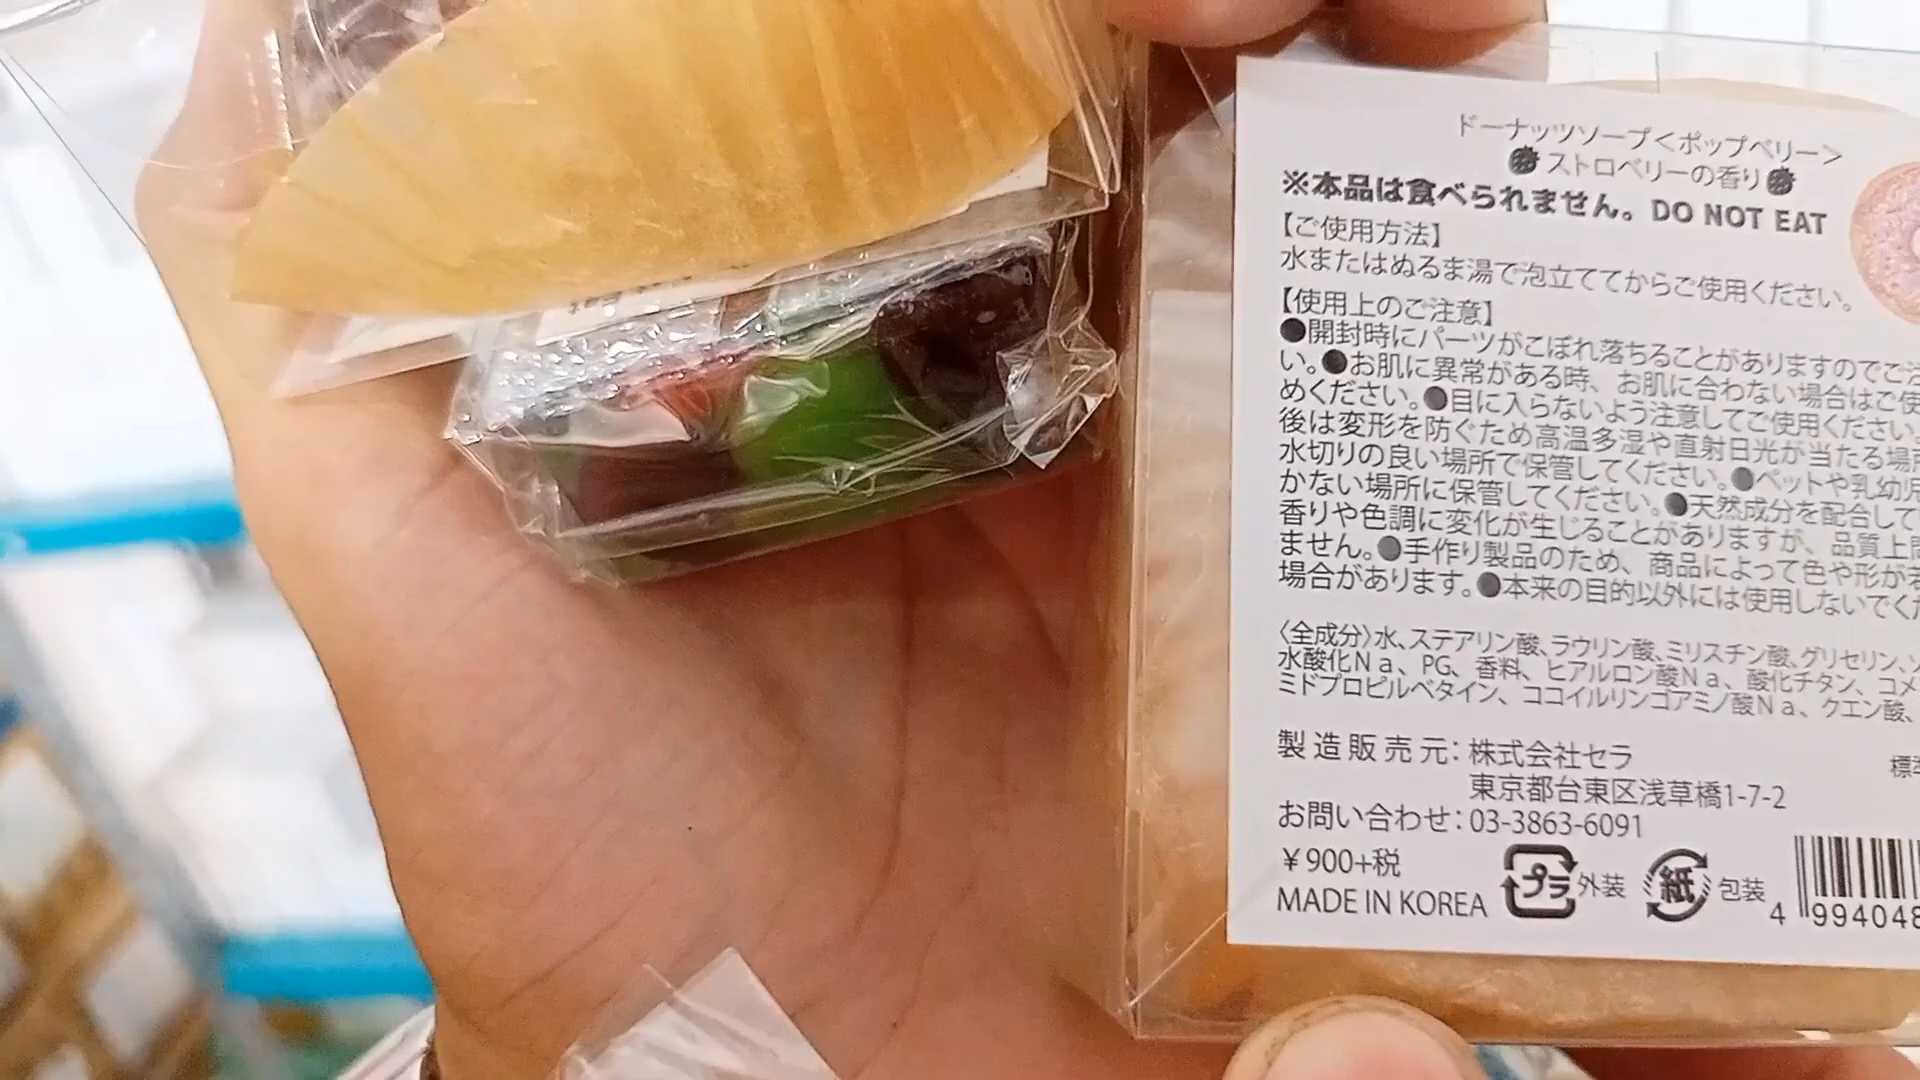 ドーナッツソープ<ポップベリー>
ストロベリーの香り
※本品は食べられません。DO NOT EAT
【ご使用方法】
水またはぬるま湯で泡立ててからご使用ください。
【使用上のご注意】
●開封時にパーツがこぼれ落ちることがありますのでご注
い。●お肌に異常がある時、お肌に合わない場合はご使
めください。●目に入らないよう注意してご使用ください。
後は変形を防ぐため高温多湿や直射日光が当たる場所
水切りの良い場所で保管してください。●ペットや乳幼児
かない場所に保管してください。●天然成分を配合して
香りや色調に変化が生じることがありますが、品質上問
ません。●手作り製品のため、商品によって色や形が若
場合があります。●本来の目的以外には使用しないでくだ
〈全成分〉水、ステアリン酸、ラウリン酸、ミリスチン酸、グリセリン、ソ
水酸化Na、PG、香料、ヒアルロン酸Na、酸化チタン、コメ
ミドプロピルベタイン、ココイルリンゴアミノ酸Na、クエン酸、
製造販売元：株式会社セラ
東京都台東区浅草橋1-7-2
標準
お問い合わせ：03-3863-6091
￥900+税
MADE IN KOREA
プラ 外装 紙 包装
4 994048